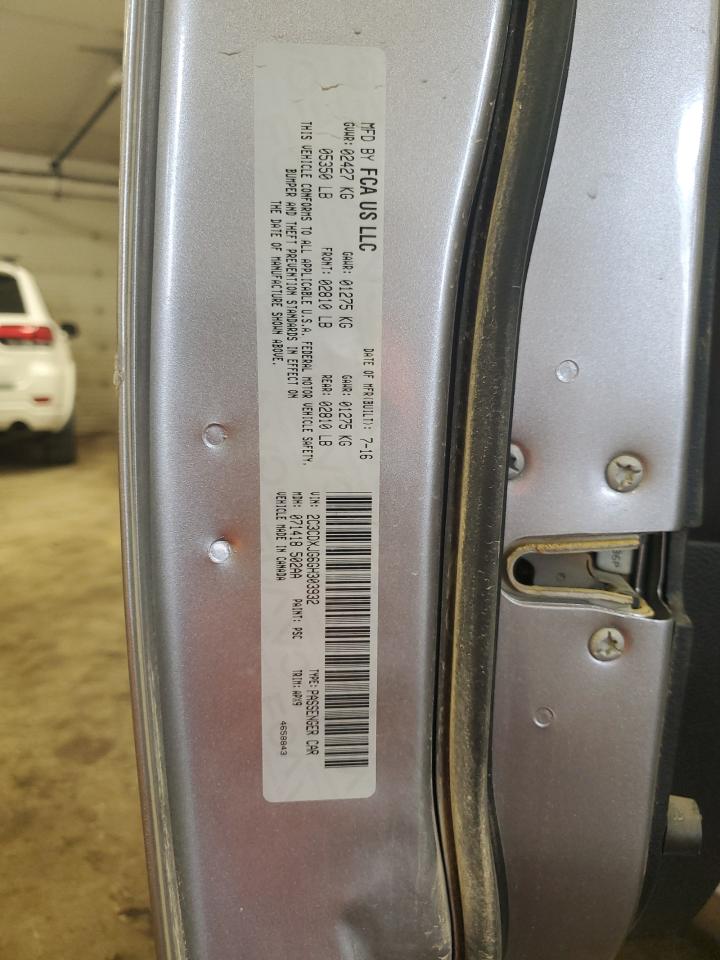 MFD BY FCA US LLC
DATE OF MFR(BUILT): 7-16
GVWR: 02427 KG GAWR: 01275 KG GAWR: 01275 KG
05350 LB FRONT: 02810 LB REAR: 02810 LB
THIS VEHICLE CONFORMS TO ALL APPLICABLE U.S.A. FEDERAL MOTOR VEHICLE SAFETY,
BUMPER AND THEFT PREVENTION STANDARDS IN EFFECT ON
THE DATE OF MANUFACTURE SHOWN ABOVE.
VIN: 2C3CDXJG6GH303932 TYPE: PASSENGER CAR
MDH: 071418 502AA PAINT: PSC TRIM: APX9
VEHICLE MADE IN CANADA 4658843